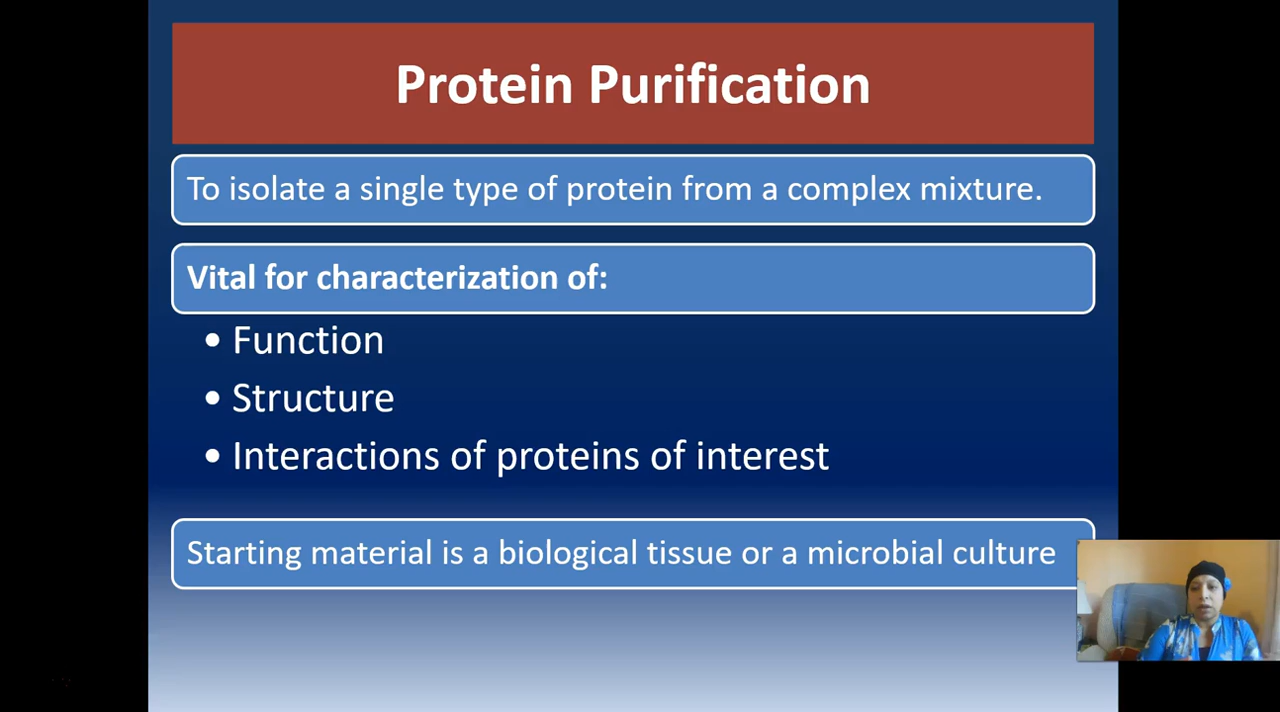 Protein Purification
To isolate a single type of protein from a complex mixture.
Vital for characterization of:
• Function
• Structure
• Interactions of proteins of interest
Starting material is a biological tissue or a microbial culture